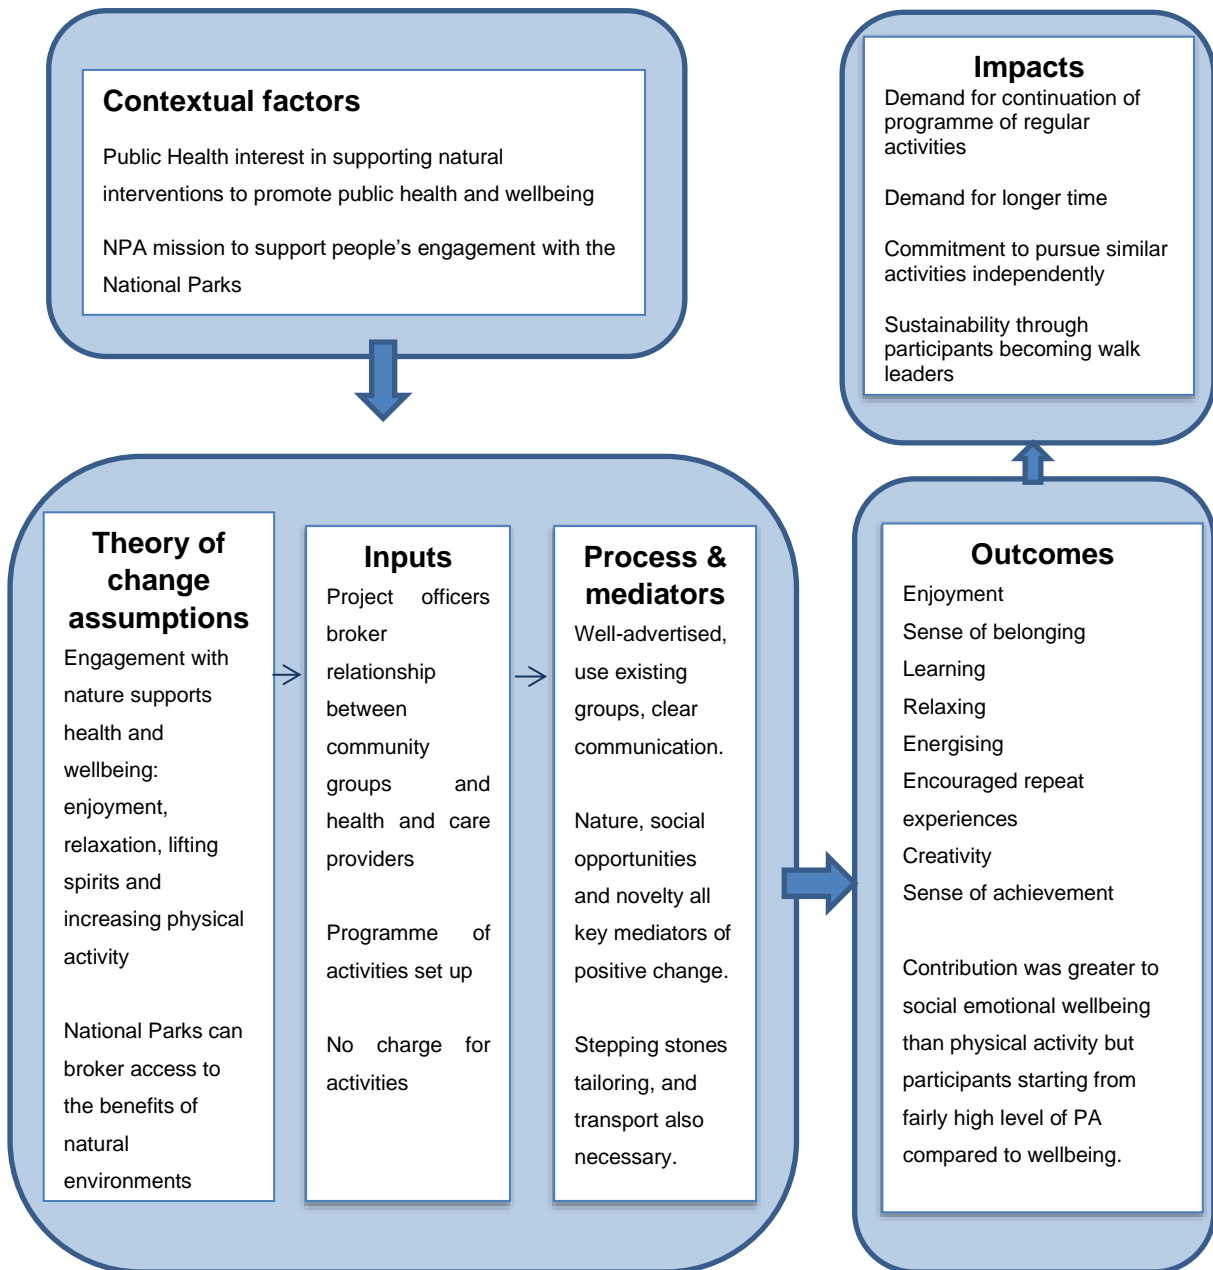 Contextual factors
Public Health interest in supporting natural
interventions to promote public health and wellbeing
NPA mission to support people’s engagement with the
National Parks
Theory of
change
assumptions
Engagement with
nature supports
health and
wellbeing:
enjoyment,
relaxation, lifting
spirits and
increasing physical
activity
National Parks can
broker access to
the benefits of
natural
environments
Inputs
Project officers
broker
relationship
between
community
groups and
health and care
providers
Programme of
activities set up
No charge for
activities
Process &
mediators
Well-advertised,
use existing
groups, clear
communication.
Nature, social
opportunities
and novelty all
key mediators of
positive change.
Stepping stones
tailoring, and
transport also
necessary.
Outcomes
Enjoyment
Sense of belonging
Learning
Relaxing
Energising
Encouraged repeat
experiences
Creativity
Sense of achievement
Contribution was greater to
social emotional wellbeing
than physical activity but
participants starting from
fairly high level of PA
compared to wellbeing.
Impacts
Demand for continuation of
programme of regular
activities
Demand for longer time
Commitment to pursue similar
activities independently
Sustainability through
participants becoming walk
leaders